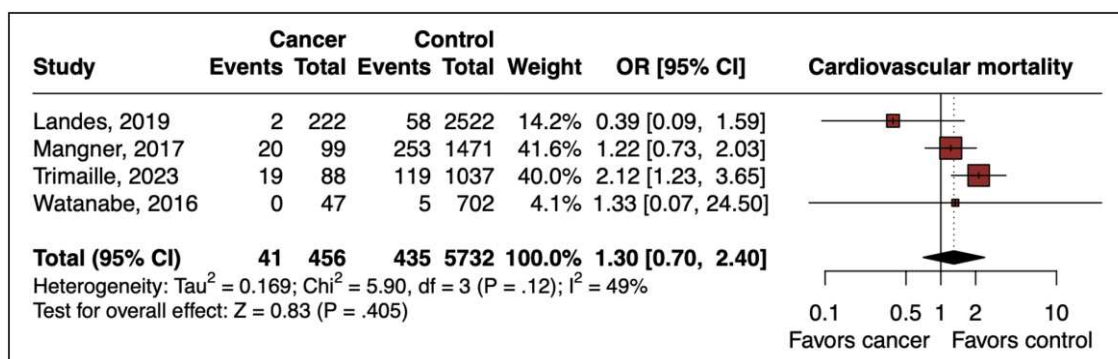 Cancer Control
Study Events Total Events Total Weight OR [95% CI] Cardiovascular mortality
Landes, 2019 2 222 58 2522 14.2% 0.39 [0.09, 1.59]
Mangner, 2017 20 99 253 1471 41.6% 1.22 [0.73, 2.03]
Trimaille, 2023 19 88 119 1037 40.0% 2.12 [1.23, 3.65]
Watanabe, 2016 0 47 5 702 4.1% 1.33 [0.07, 24.50]
Total (95% CI) 41 456 435 5732 100.0% 1.30 [0.70, 2.40]
Heterogeneity: Tau² = 0.169; Chi² = 5.90, df = 3 (P = .12); I² = 49%
Test for overall effect: Z = 0.83 (P = .405)
0.1 0.5 1 2 10
Favors cancer Favors control